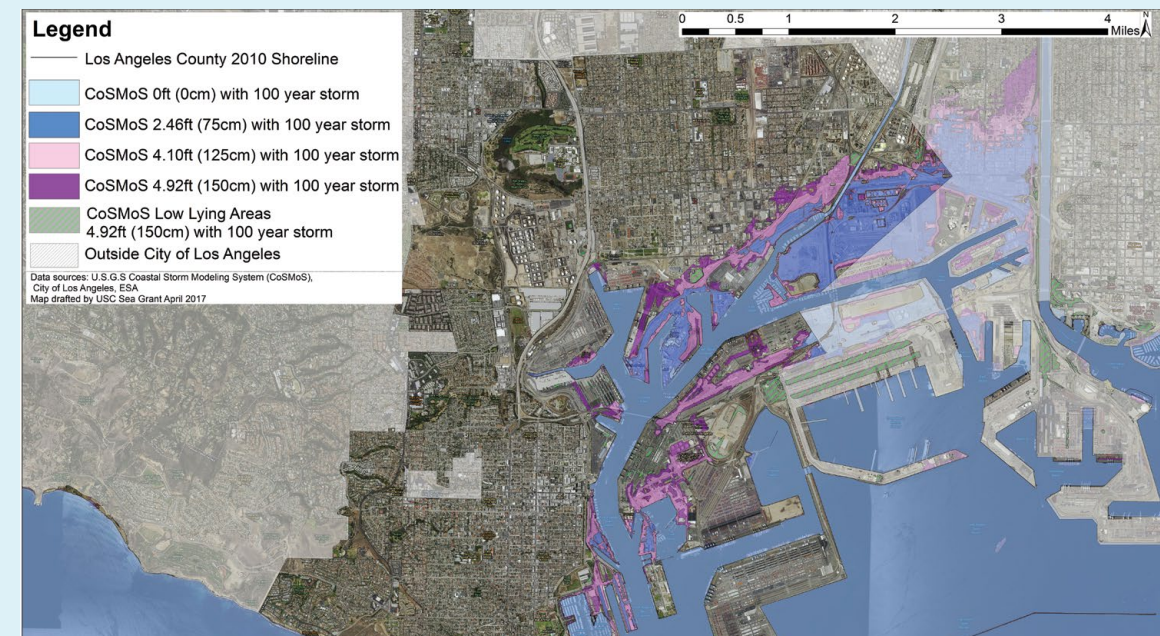 Legend
Los Angeles County 2010 Shoreline
CoSMoS 0ft (0cm) with 100 year storm
CoSMoS 2.46ft (75cm) with 100 year storm
CoSMoS 4.10ft (125cm) with 100 year storm
CoSMoS 4.92ft (150cm) with 100 year storm
CoSMoS Low Lying Areas
4.92ft (150cm) with 100 year storm
Outside City of Los Angeles
Data sources: U.S.G.S Coastal Storm Modeling System (CoSMoS),
City of Los Angeles, ESA
Map drafted by USC Sea Grant April 2017
0 0.5 1 2 3 4
Miles
N